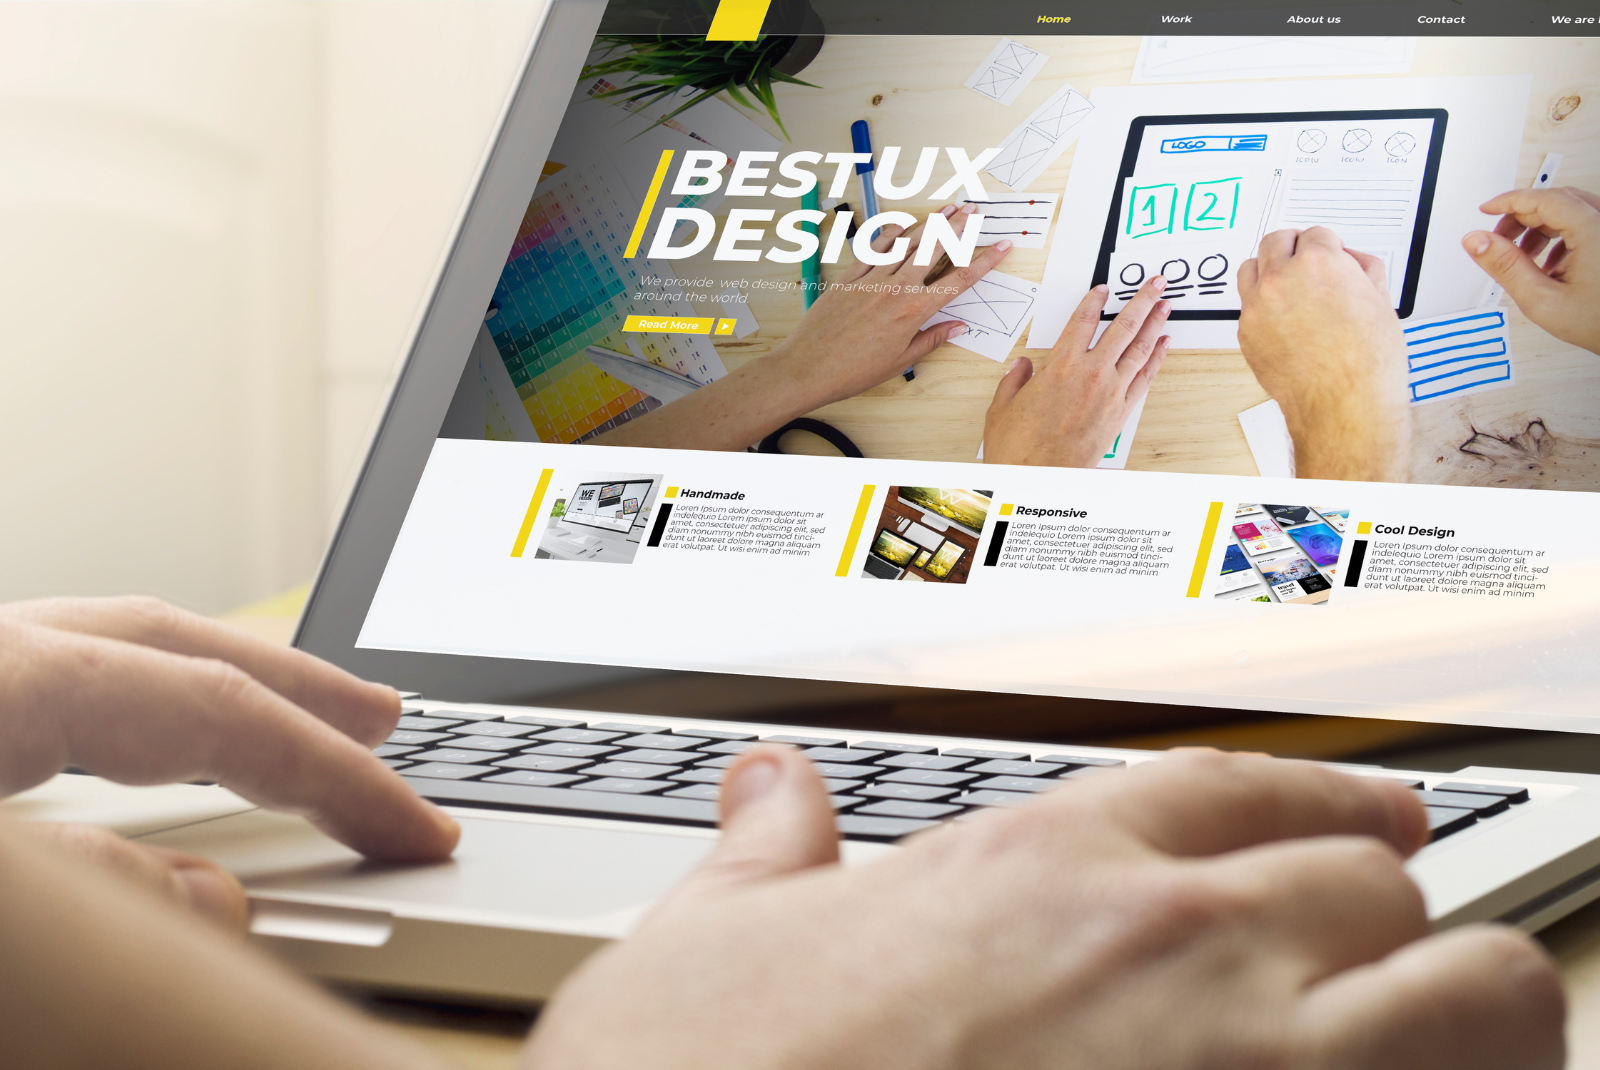 Home Work About us Contact We are
BEST UX
DESIGN
We provide web design and marketing services
around the world.
Read More
LOGO
ICON ICON ICON
1 2
Handmade
Loren Ipsum dolor consequentum ar
indelequio Lorem ipsum dolor sit
amet, consectetuer adipiscing elit, sed
diam nonummy nibh euismod tinci-
dunt ut laoreet dolore magna aliquam
erat volutpat. Ut wisi enim ad minim
Responsive
Loren Ipsum dolor consequentum ar
indelequio Lorem ipsum dolor sit
amet, consectetuer adipiscing elit, sed
diam nonummy nibh euismod tinci-
dunt ut laoreet dolore magna aliquam
erat volutpat. Ut wisi enim ad minim
Cool Design
Loren Ipsum dolor consequentum ar
indelequio Lorem ipsum dolor sit
amet, consectetuer adipiscing elit, sed
diam nonummy nibh euismod tinci-
dunt ut laoreet dolore magna aliquam
erat volutpat. Ut wisi enim ad minim